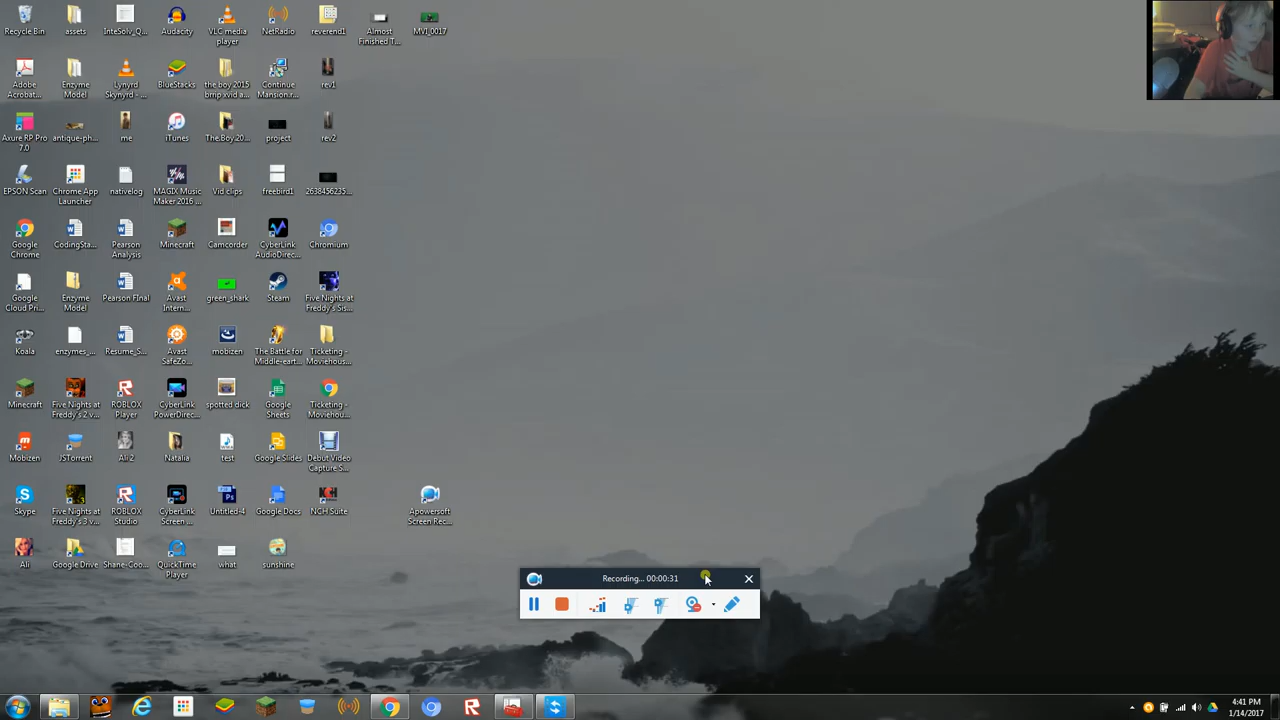 Recycle Bin
assets
InteSolv_Q...
Audacity
VLC media
player
NetRadio
reverend1
Almost
Finished T...
MVI_0017
Adobe
Acrobat...
Enzyme
Model
Lynyrd
Skynyrd - ...
BlueStacks
the boy 2015
brrip xvid a...
Continue
Mansion.r...
rev1
Axure RP Pro
7.0
antique-ph...
me
iTunes
The.Boy.20...
project
rev2
EPSON Scan
Chrome App
Launcher
nativelog
MAGIX Music
Maker 2016 ...
Vid clips
freebird1
2638456235...
Google
Chrome
CodingSta...
Pearson
Analysis
Minecraft
Camcorder
CyberLink
AudioDirec...
Chromium
Google
Cloud Pri...
Enzyme
Model
Pearson FInal
Avast
Intern...
green_shark
Steam
Five Nights at
Freddy's Sis...
Koala
enzymes_...
Resume_S...
Avast
SafeZo...
mobizen
The Battle for
Middle-eart...
Ticketing -
Moviehous...
Minecraft
Five Nights at
Freddy's 2 v...
ROBLOX
Player
CyberLink
PowerDirec...
spotted dick
Google
Sheets
Ticketing -
Moviehou...
Mobizen
JSTorrent
Ali 2
Natalia
test
Google Slides
Debut Video
Capture S...
Skype
Five Nights at
Freddy's 3 v...
ROBLOX
Studio
CyberLink
Screen ...
Untitled-4
Google Docs
NCH Suite
Apowersoft
Screen Rec...
Ali
Google Drive
Shane-Coo...
QuickTime
Player
what
sunshine
Recording... 00:00:31
4:41 PM
1/14/2017